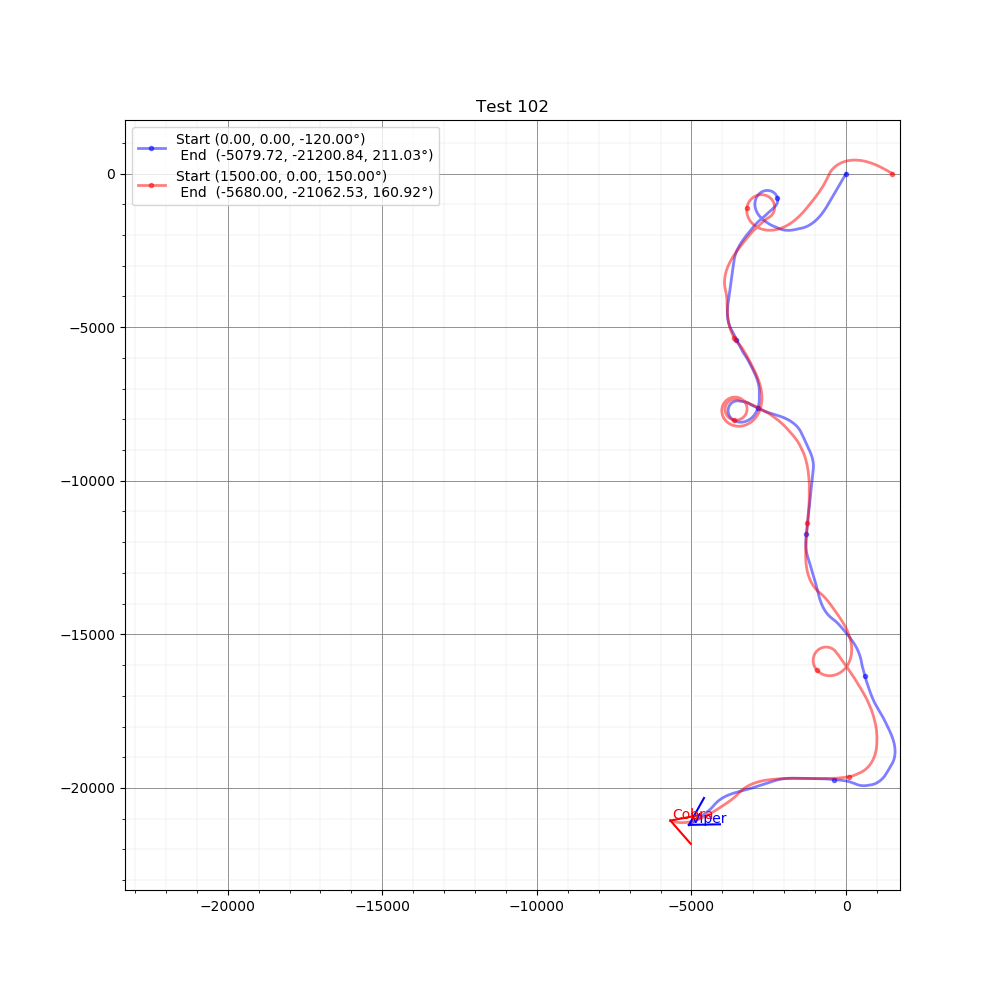 Test 102
Start (0.00, 0.00, -120.00°)
End (-5079.72, -21200.84, 211.03°)
Start (1500.00, 0.00, 150.00°)
End (-5680.00, -21062.53, 160.92°)
0
−5000
−10000
−15000
−20000
Cobra
Viper
−20000
−15000
−10000
−5000
0